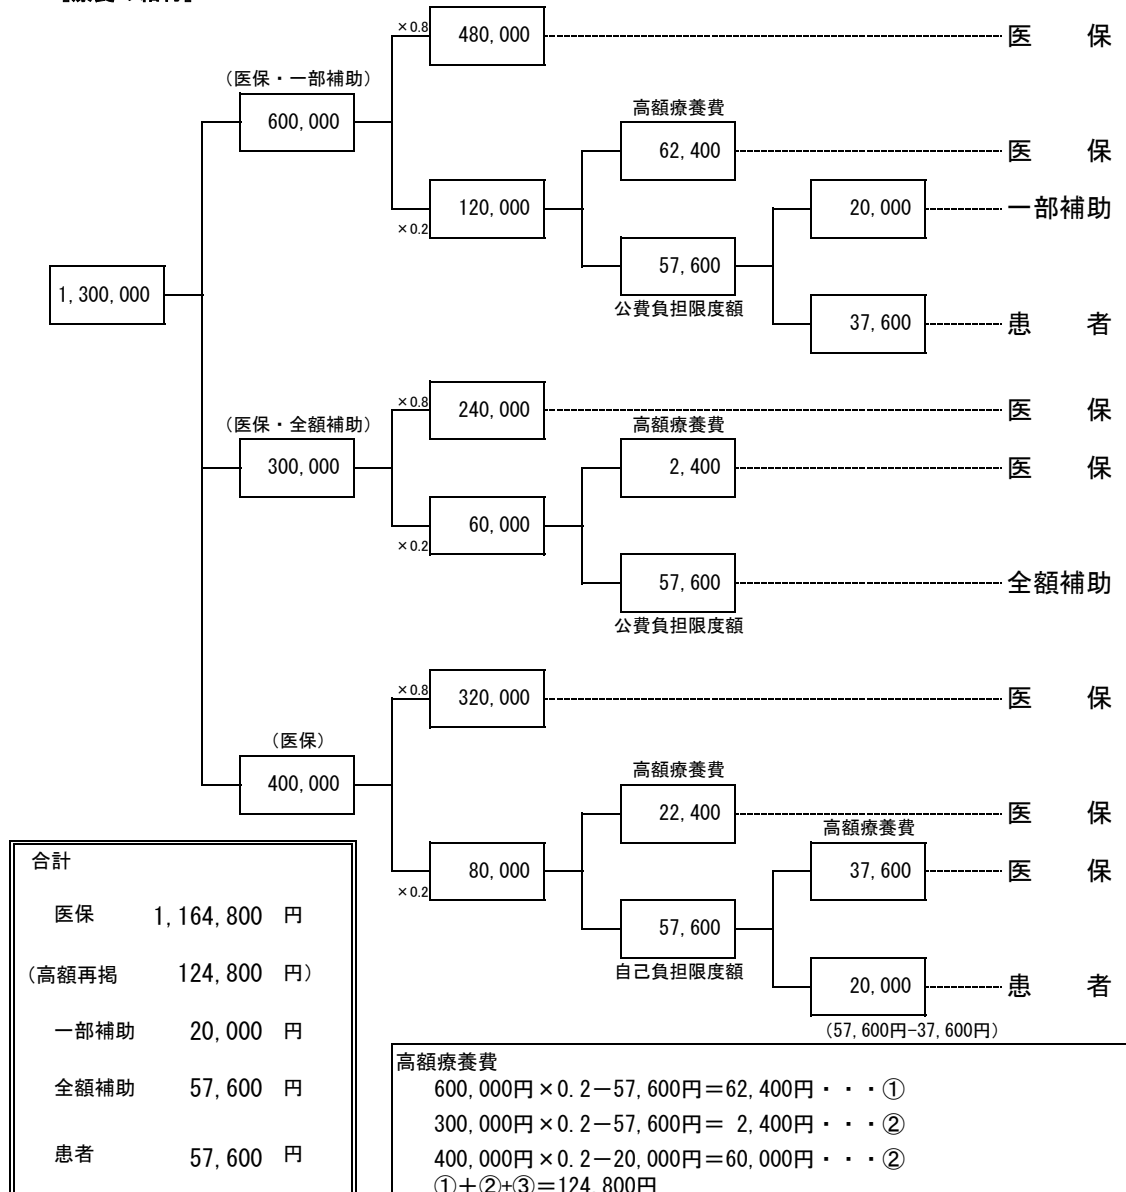 ×0.8
480,000
医　保
(医保・一部補助)
600,000
高額療養費
62,400
医　保
×0.2
120,000
20,000
一部補助
57,600
公費負担限度額
1,300,000
37,600
患　者
×0.8
240,000
医　保
(医保・全額補助)
300,000
高額療養費
2,400
医　保
×0.2
60,000
57,600
全額補助
公費負担限度額
×0.8
320,000
医　保
(医保)
400,000
高額療養費
22,400
医　保
×0.2
80,000
高額療養費
37,600
医　保
57,600
自己負担限度額
20,000
患　者
(57,600円-37,600円)
合計
医保 1,164,800 円
(高額再掲 124,800 円)
一部補助 20,000 円
全額補助 57,600 円
患者 57,600 円
高額療養費
600,000円×0.2－57,600円＝62,400円・・・①
300,000円×0.2－57,600円＝ 2,400円・・・②
400,000円×0.2－20,000円＝60,000円・・・②
①＋②+③＝124,800円